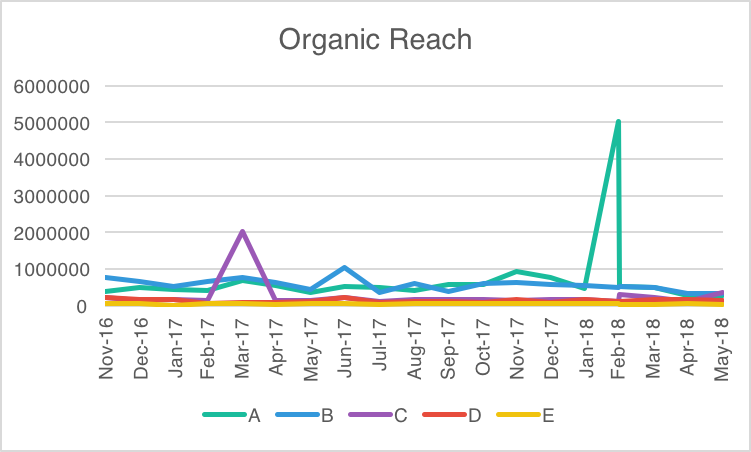 Organic Reach
6000000
5000000
4000000
3000000
2000000
1000000
0
Nov-16 Dec-16 Jan-17 Feb-17 Mar-17 Apr-17 May-17 Jun-17 Jul-17 Aug-17 Sep-17 Oct-17 Nov-17 Dec-17 Jan-18 Feb-18 Mar-18 Apr-18 May-18
A B C D E